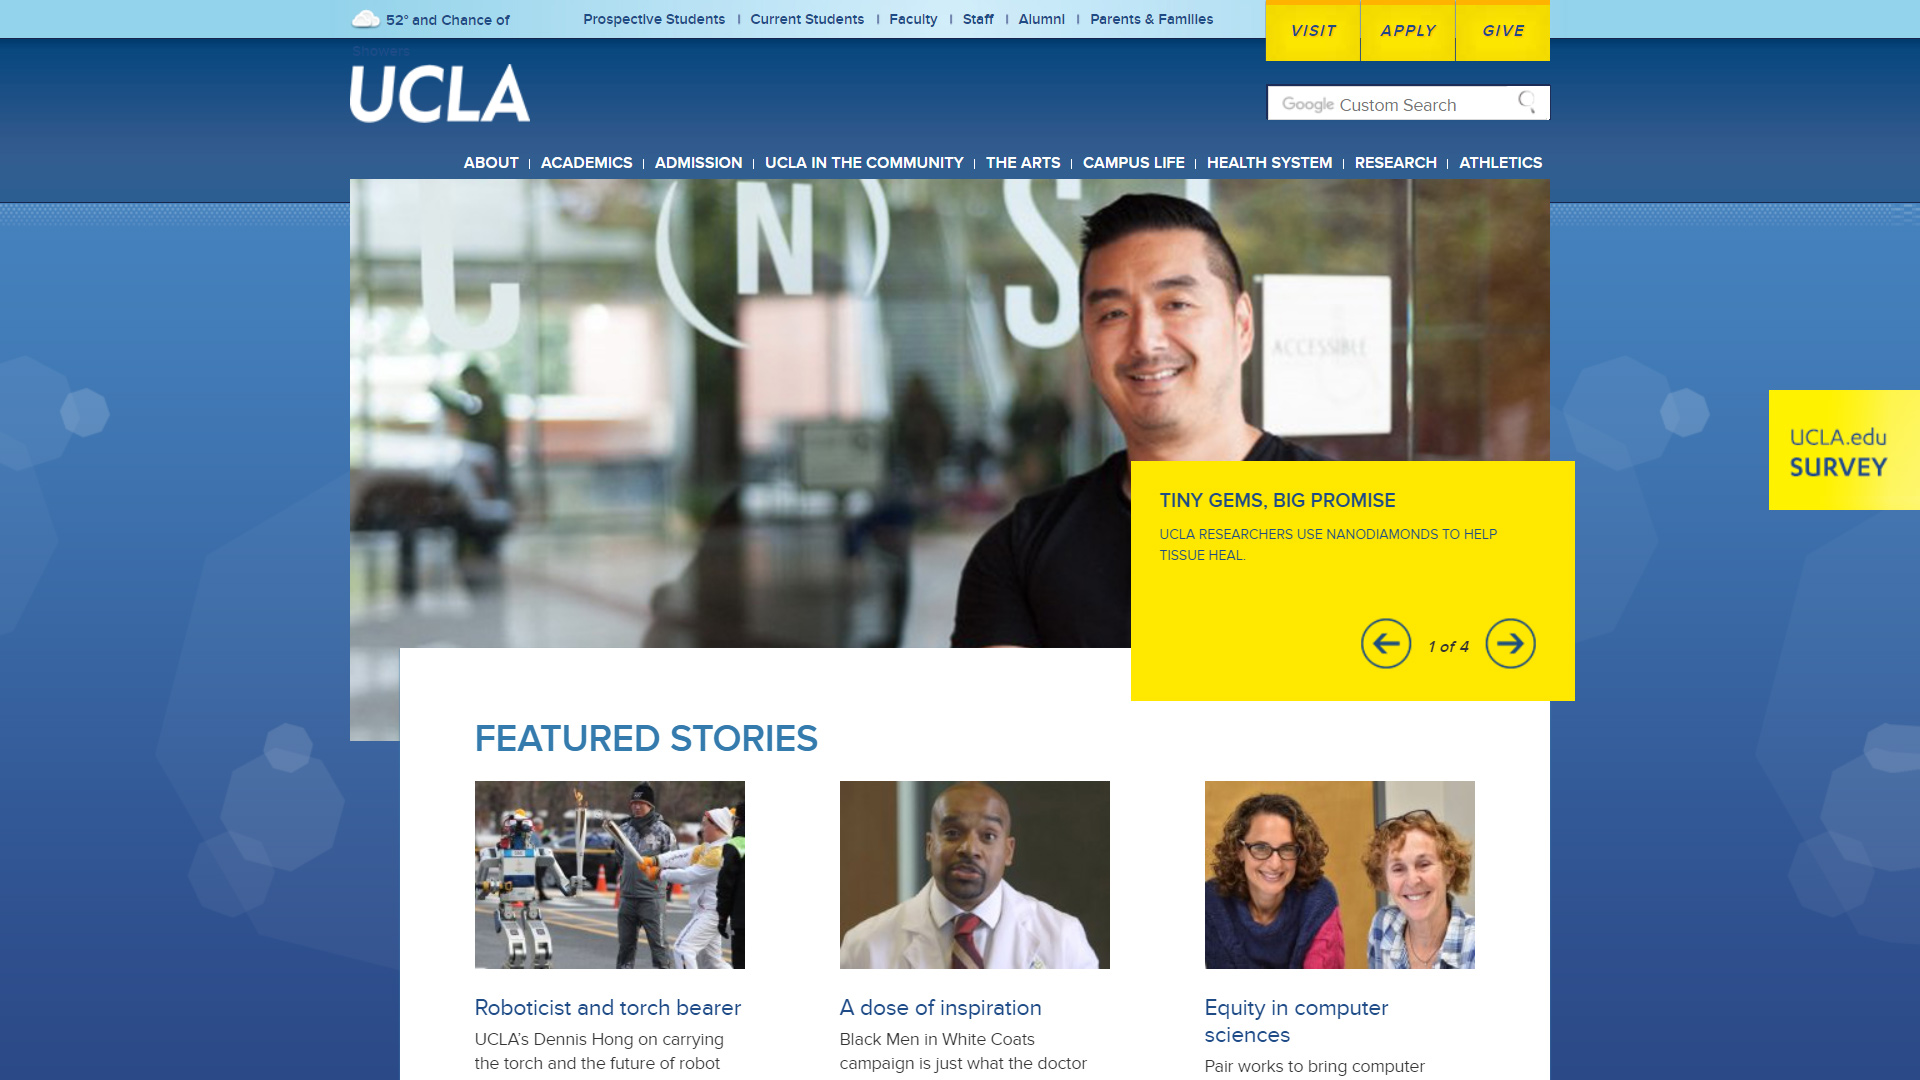 52° and Chance of
Showers
Prospective Students
Current Students
Faculty
Staff
Alumni
Parents & Families
VISIT
APPLY
GIVE
UCLA
Google Custom Search
ABOUT
ACADEMICS
ADMISSION
UCLA IN THE COMMUNITY
THE ARTS
CAMPUS LIFE
HEALTH SYSTEM
RESEARCH
ATHLETICS
C (N S
ACCESSIBLE
UCLA.edu
SURVEY
TINY GEMS, BIG PROMISE
UCLA RESEARCHERS USE NANODIAMONDS TO HELP
TISSUE HEAL.
1 of 4
FEATURED STORIES
Roboticist and torch bearer
UCLA’s Dennis Hong on carrying
the torch and the future of robot
A dose of inspiration
Black Men in White Coats
campaign is just what the doctor
Equity in computer
sciences
Pair works to bring computer